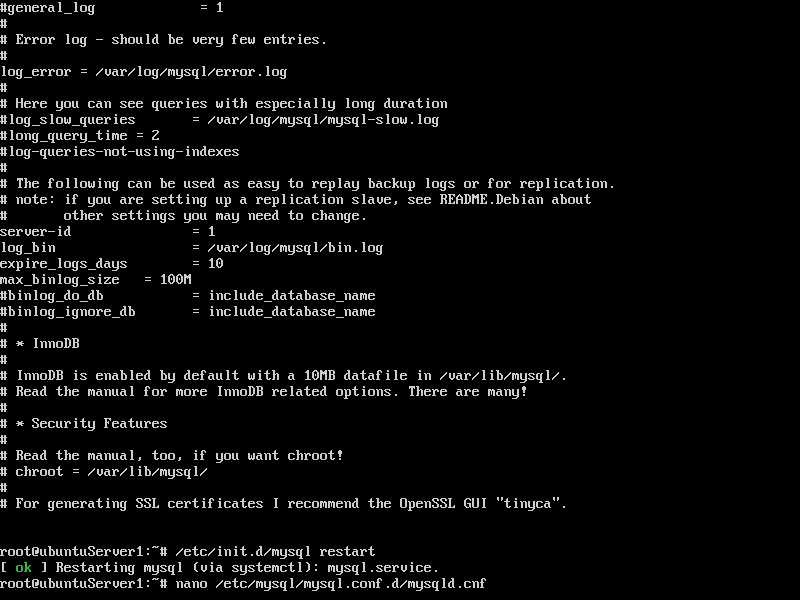 #general_log             = 1
#
# Error log - should be very few entries.
#
log_error = /var/log/mysql/error.log
#
# Here you can see queries with especially long duration
#log_slow_queries       = /var/log/mysql/mysql-slow.log
#long_query_time = 2
#log-queries-not-using-indexes
#
# The following can be used as easy to replay backup logs or for replication.
# note: if you are setting up a replication slave, see README.Debian about
#       other settings you may need to change.
server-id               = 1
log_bin                 = /var/log/mysql/bin.log
expire_logs_days        = 10
max_binlog_size   = 100M
#binlog_do_db           = include_database_name
#binlog_ignore_db       = include_database_name
#
# * InnoDB
#
# InnoDB is enabled by default with a 10MB datafile in /var/lib/mysql/.
# Read the manual for more InnoDB related options. There are many!
#
# * Security Features
#
# Read the manual, too, if you want chroot!
# chroot = /var/lib/mysql/
#
# For generating SSL certificates I recommend the OpenSSL GUI "tinyca".
root@ubuntuServer1:~# /etc/init.d/mysql restart
[ ok ] Restarting mysql (via systemctl): mysql.service.
root@ubuntuServer1:~# nano /etc/mysql/mysql.conf.d/mysqld.cnf